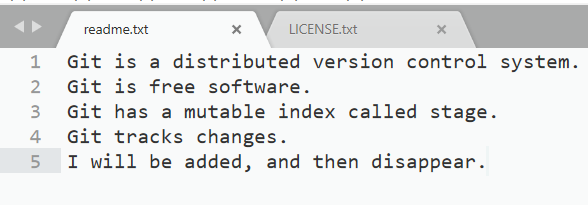 readme.txt LICENSE.txt
1 Git is a distributed version control system.
2 Git is free software.
3 Git has a mutable index called stage.
4 Git tracks changes.
5 I will be added, and then disappear.